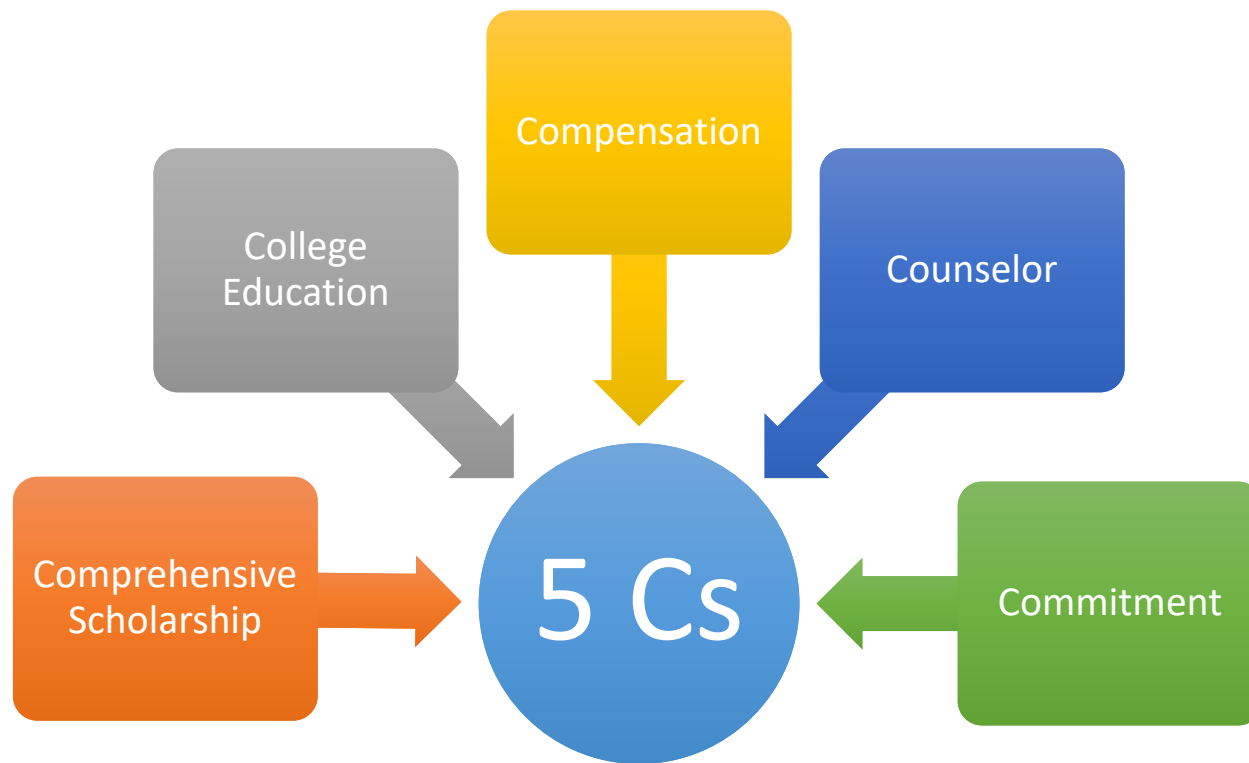 Compensation
College
Education
Counselor
Comprehensive
Scholarship
5 Cs
Commitment